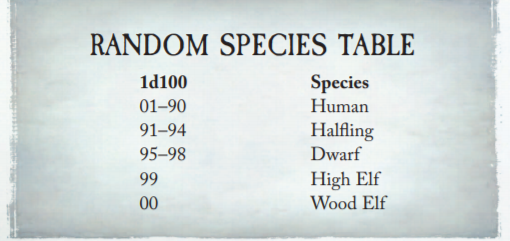 RANDOM SPECIES TABLE
1d100 Species
01–90 Human
91–94 Halfling
95–98 Dwarf
99 High Elf
00 Wood Elf